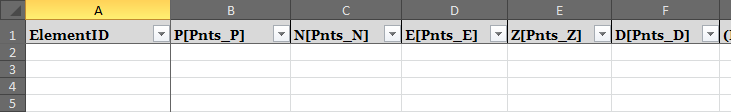 A B C D E F
1 ElementID P[Pnts_P] N[Pnts_N] E[Pnts_E] Z[Pnts_Z] D[Pnts_D]
2
3
4
5